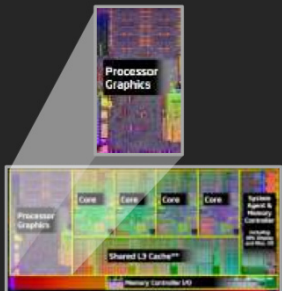 Processor
Graphics
Processor
Graphics
Core
Core
Core
Core
System
Agent &
Memory
Controller
Shared L3 Cache**
Memory Controller I/O